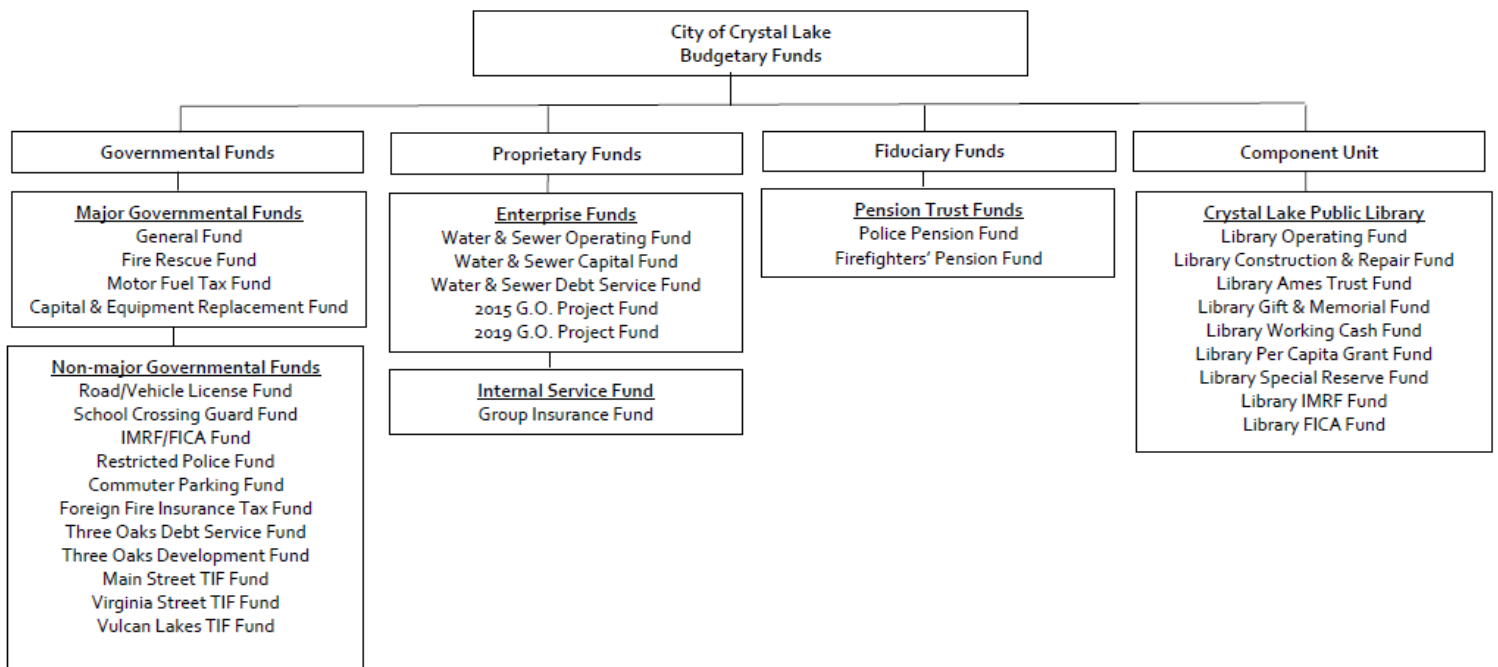 City of Crystal Lake
Budgetary Funds
Governmental Funds
Major Governmental Funds
General Fund
Fire Rescue Fund
Motor Fuel Tax Fund
Capital & Equipment Replacement Fund
Non-major Governmental Funds
Road/Vehicle License Fund
School Crossing Guard Fund
IMRF/FICA Fund
Restricted Police Fund
Commuter Parking Fund
Foreign Fire Insurance Tax Fund
Three Oaks Debt Service Fund
Three Oaks Development Fund
Main Street TIF Fund
Virginia Street TIF Fund
Vulcan Lakes TIF Fund
Proprietary Funds
Enterprise Funds
Water & Sewer Operating Fund
Water & Sewer Capital Fund
Water & Sewer Debt Service Fund
2015 G.O. Project Fund
2019 G.O. Project Fund
Internal Service Fund
Group Insurance Fund
Fiduciary Funds
Pension Trust Funds
Police Pension Fund
Firefighters' Pension Fund
Component Unit
Crystal Lake Public Library
Library Operating Fund
Library Construction & Repair Fund
Library Ames Trust Fund
Library Gift & Memorial Fund
Library Working Cash Fund
Library Per Capita Grant Fund
Library Special Reserve Fund
Library IMRF Fund
Library FICA Fund